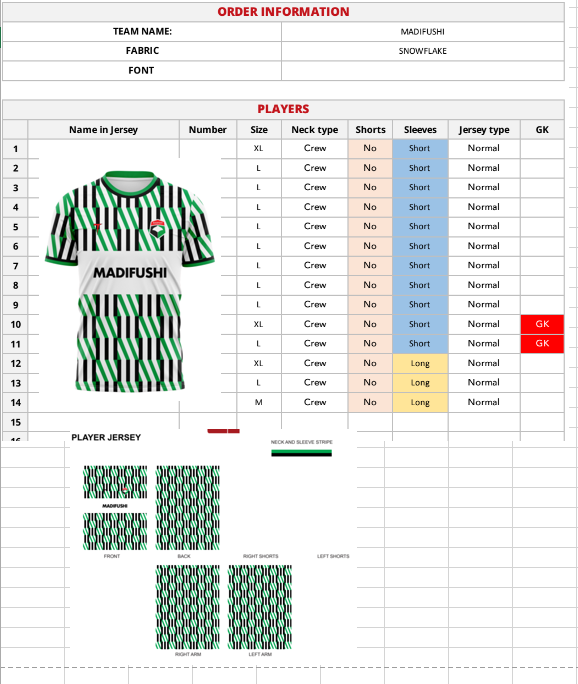 ORDER INFORMATION
TEAM NAME: MADIFUSHI
FABRIC SNOWFLAKE
FONT
PLAYERS
Name in Jersey Number Size Neck type Shorts Sleeves Jersey type GK
1 XL Crew No Short Normal
2 L Crew No Short Normal
3 L Crew No Short Normal
4 L Crew No Short Normal
5 L Crew No Short Normal
6 L Crew No Short Normal
7 L Crew No Short Normal
8 L Crew No Short Normal
9 L Crew No Short Normal
10 XL Crew No Short Normal GK
11 L Crew No Short Normal GK
12 XL Crew No Long Normal
13 L Crew No Long Normal
14 M Crew No Long Normal
15
16
MADIFUSHI
PLAYER JERSEY
NECK AND SLEEVE STRIPE
MADIFUSHI
FRONT BACK RIGHT SHORTS LEFT SHORTS
RIGHT ARM LEFT ARM